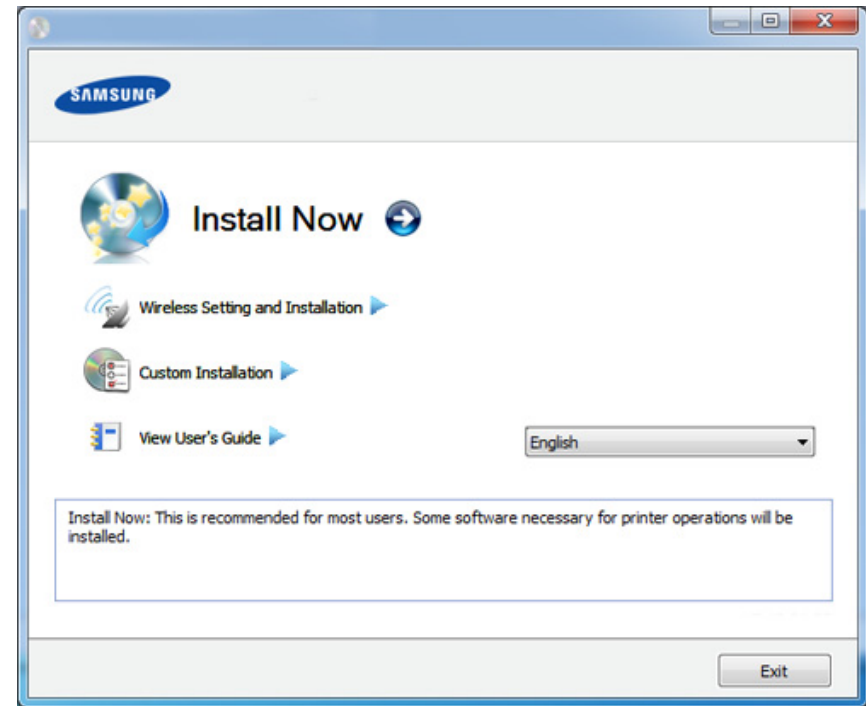 SAMSUNG
Install Now
Wireless Setting and Installation
Custom Installation
View User's Guide
English
Install Now: This is recommended for most users. Some software necessary for printer operations will be
installed.
Exit